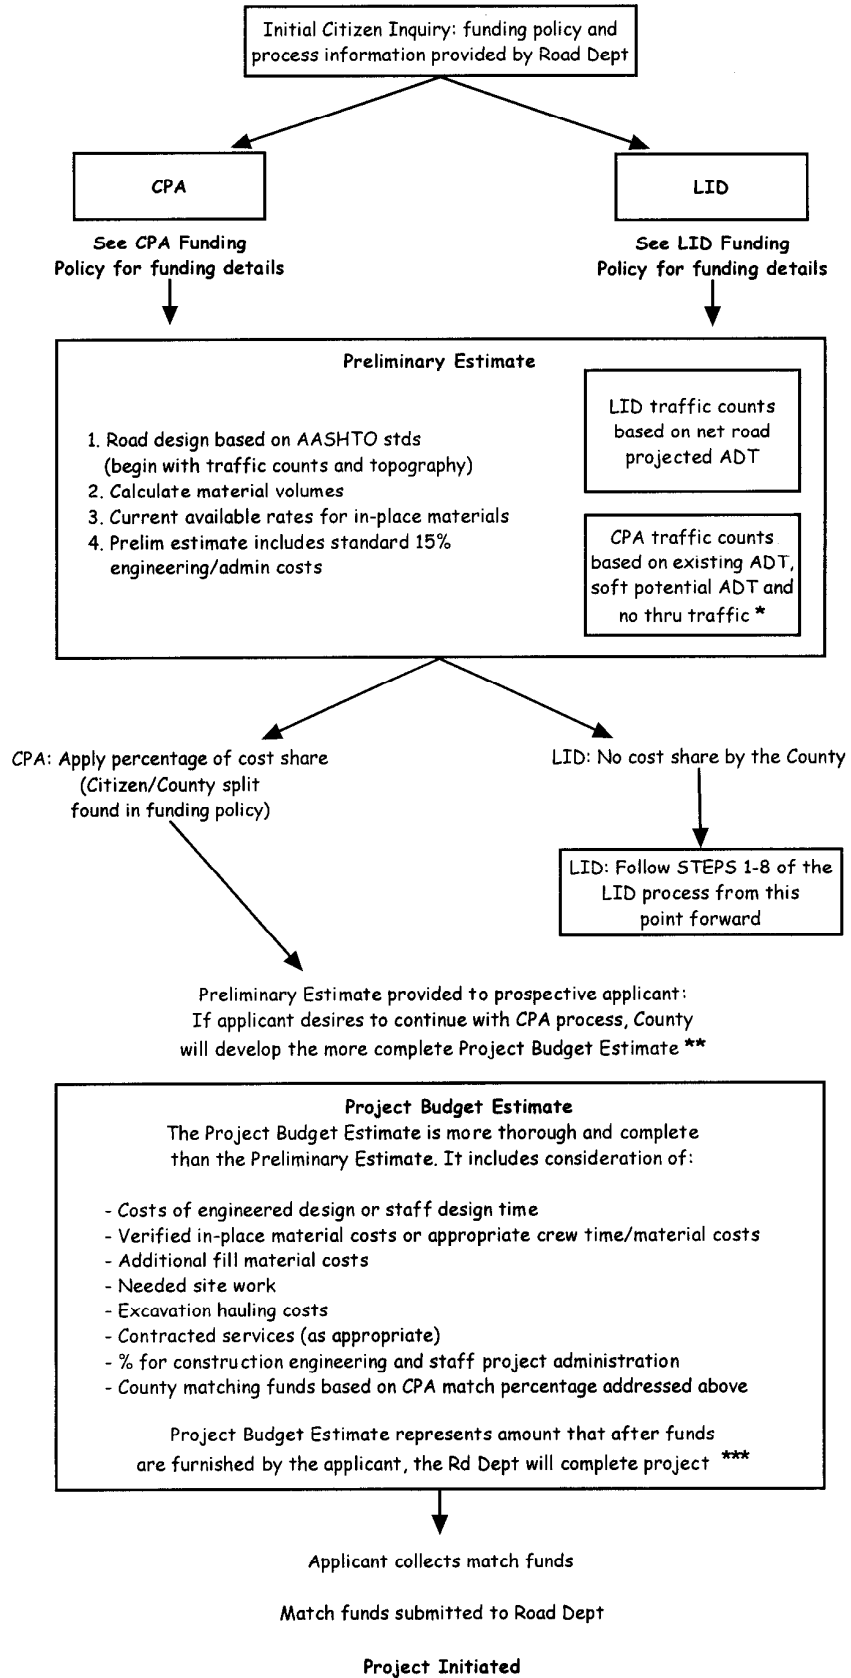 Initial Citizen Inquiry: funding policy and
process information provided by Road Dept
CPA
LID
See CPA Funding
Policy for funding details
See LID Funding
Policy for funding details
Preliminary Estimate
1. Road design based on AASHTO stds
(begin with traffic counts and topography)
2. Calculate material volumes
3. Current available rates for in-place materials
4. Prelim estimate includes standard 15%
engineering/admin costs
LID traffic counts
based on net road
projected ADT
CPA traffic counts
based on existing ADT,
soft potential ADT and
no thru traffic *
CPA: Apply percentage of cost share
(Citizen/County split
found in funding policy)
LID: No cost share by the County
LID: Follow STEPS 1-8 of the
LID process from this
point forward
Preliminary Estimate provided to prospective applicant:
If applicant desires to continue with CPA process, County
will develop the more complete Project Budget Estimate **
Project Budget Estimate
The Project Budget Estimate is more thorough and complete
than the Preliminary Estimate. It includes consideration of:
- Costs of engineered design or staff design time
- Verified in-place material costs or appropriate crew time/material costs
- Additional fill material costs
- Needed site work
- Excavation hauling costs
- Contracted services (as appropriate)
- % for construction engineering and staff project administration
- County matching funds based on CPA match percentage addressed above
Project Budget Estimate represents amount that after funds
are furnished by the applicant, the Rd Dept will complete project ***
Applicant collects match funds
Match funds submitted to Road Dept
Project Initiated